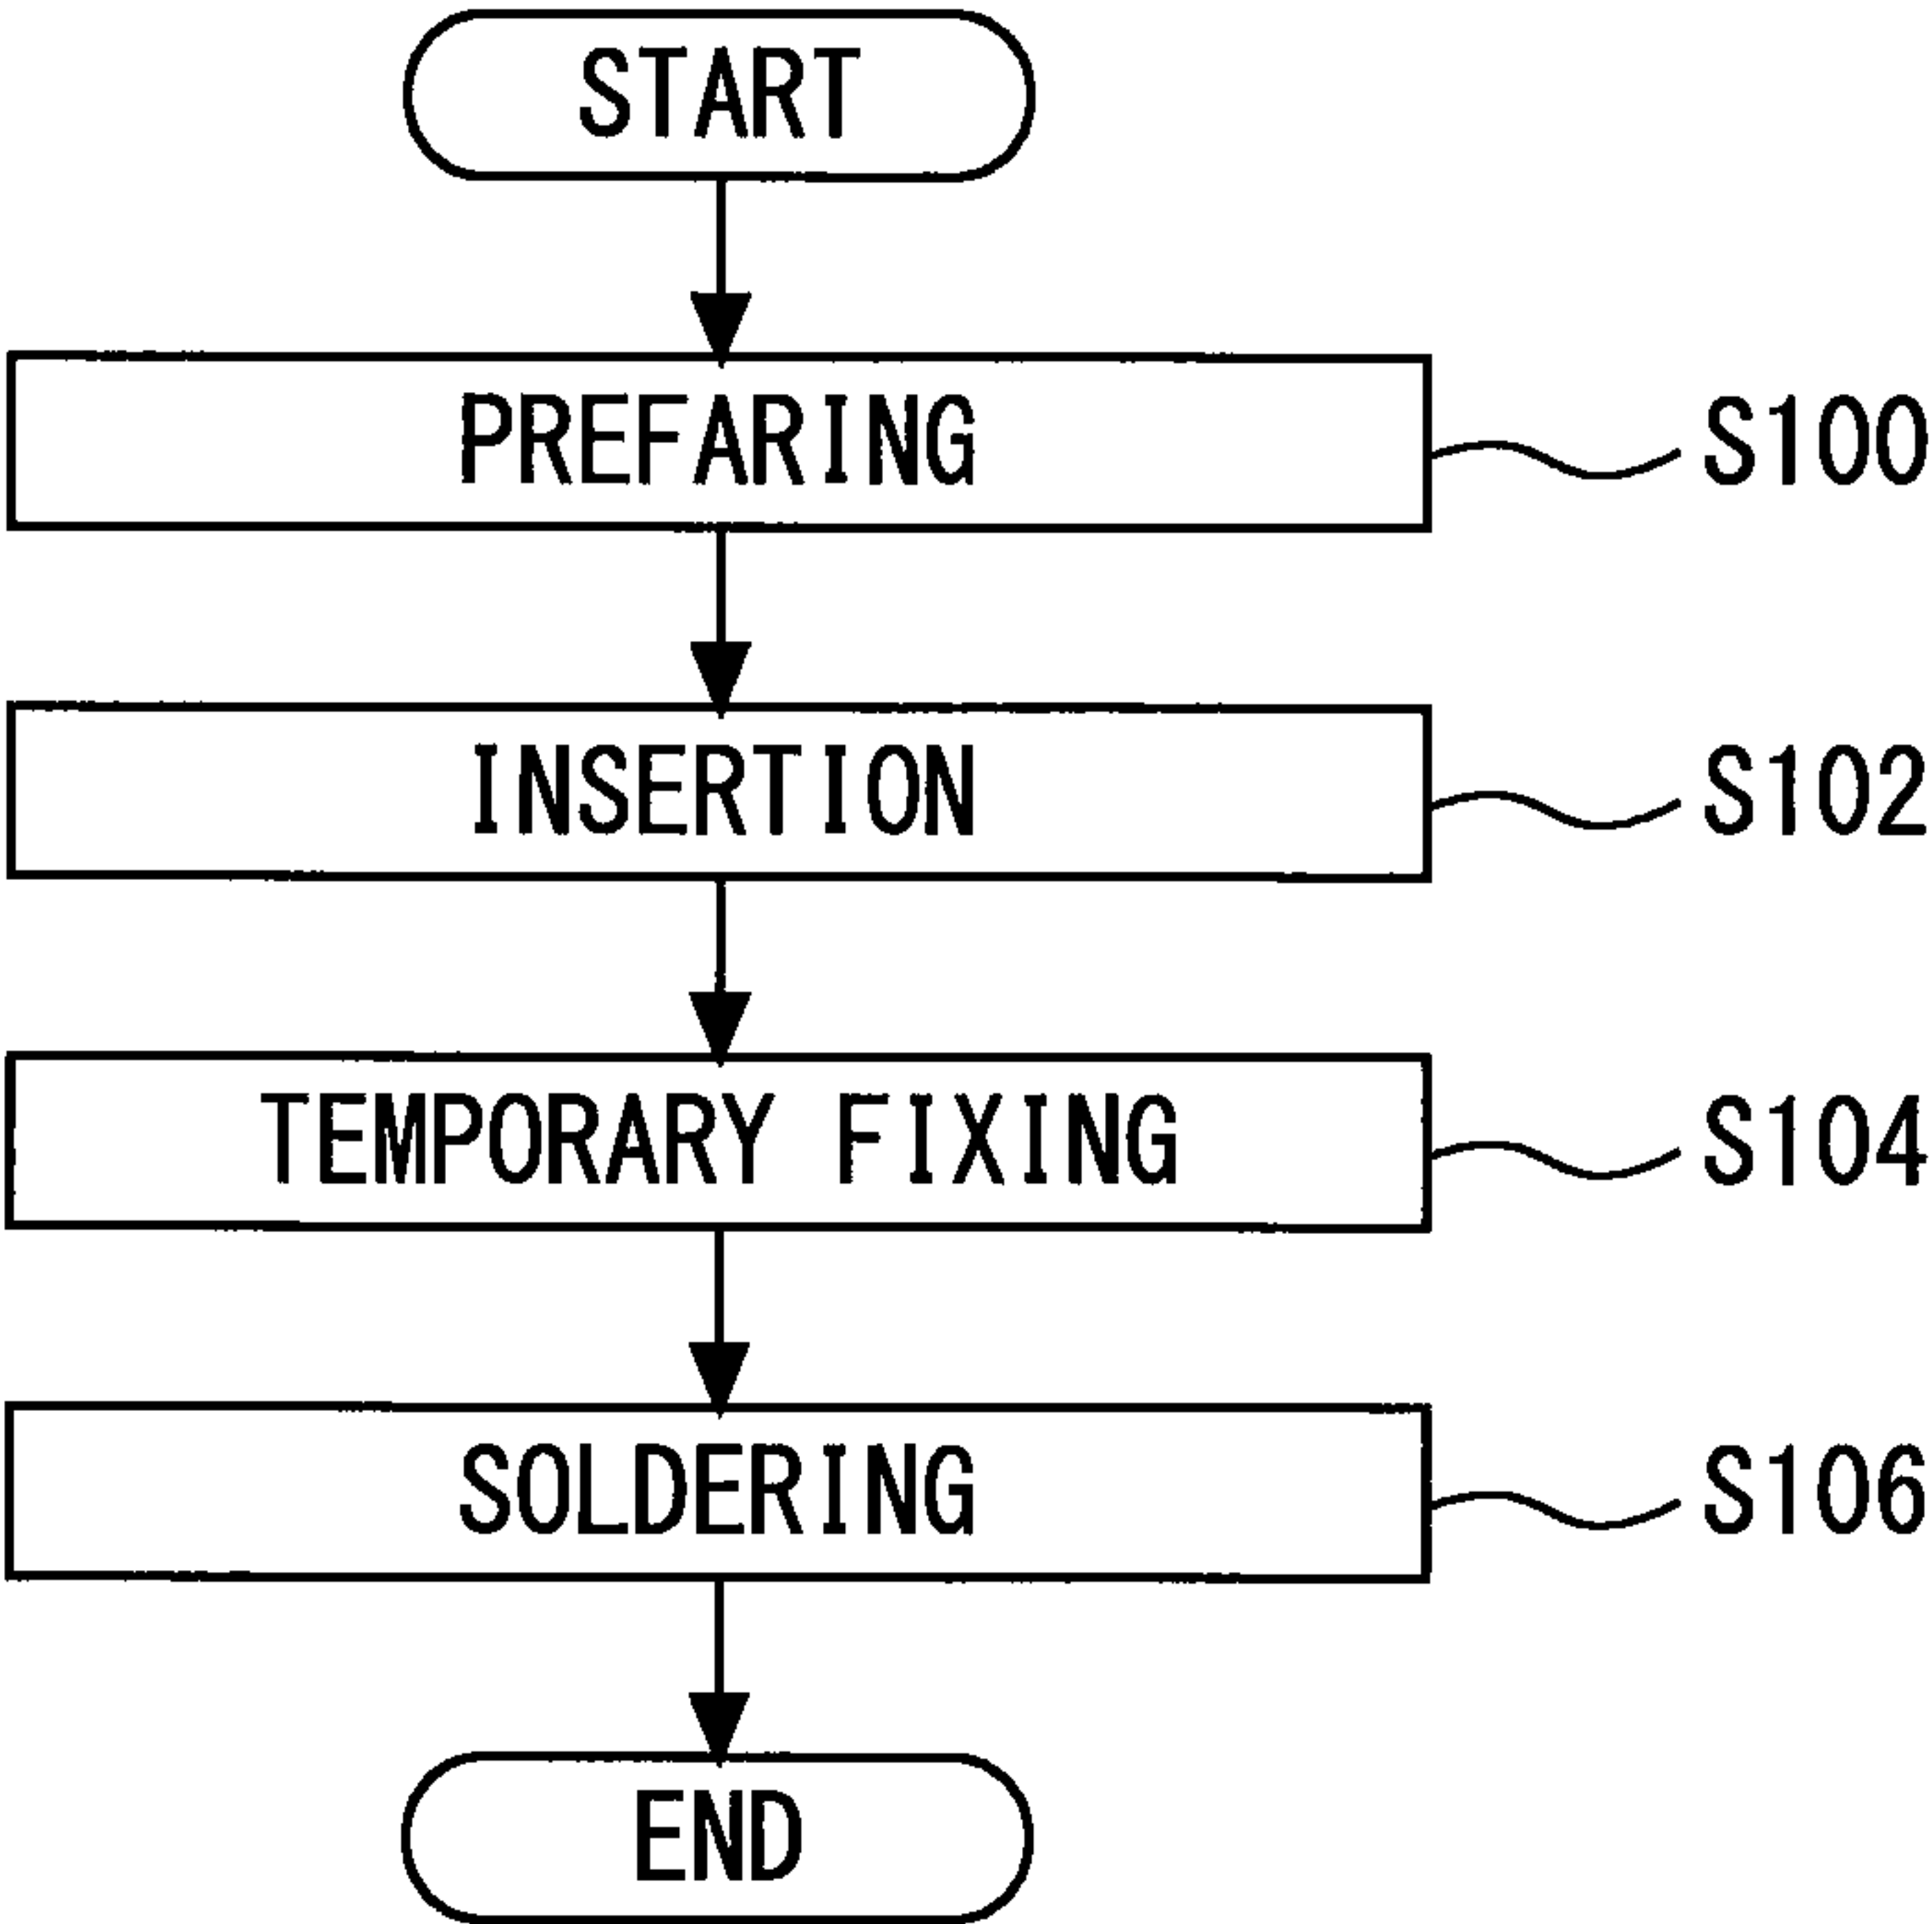 START
PREFARING S100
INSERTION S102
TEMPORARY FIXING S104
SOLDERING S106
END